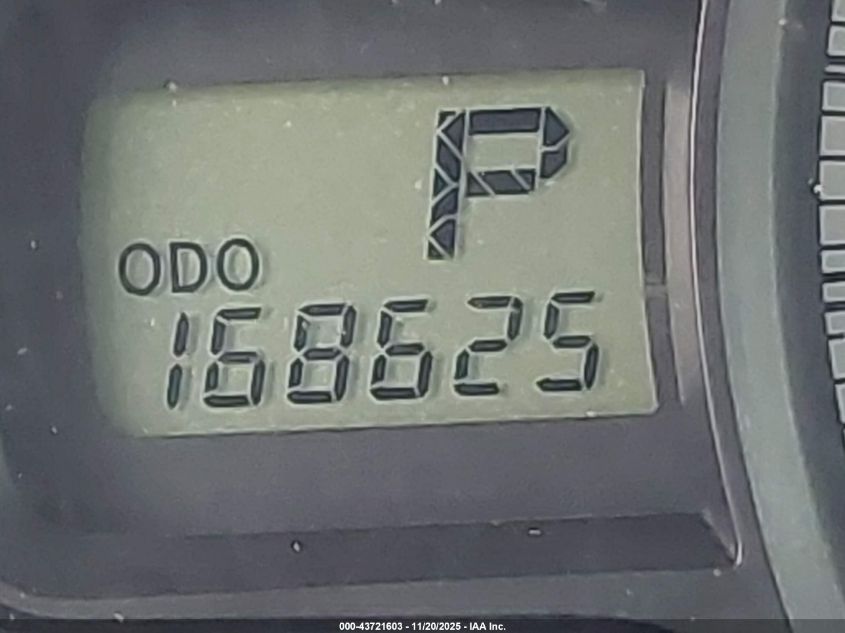 P
ODO
168625
000-43721603 - 11/20/2025 - IAA Inc.